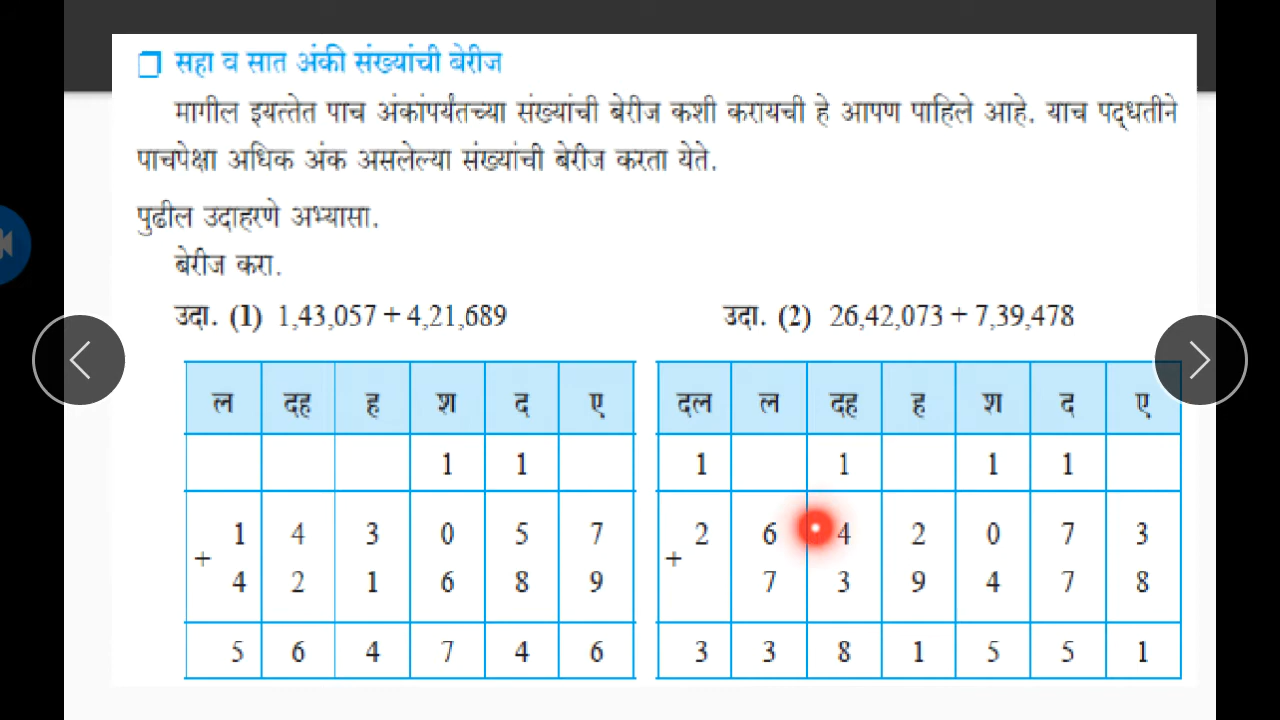 सहा व सात अंकी संख्यांची बेरीज
मागील इयत्तेत पाच अंकांपर्यंतच्या संख्यांची बेरीज कशी करायची हे आपण पाहिले आहे. याच पद्धतीने
पाचपेक्षा अधिक अंक असलेल्या संख्यांची बेरीज करता येते.
पुढील उदाहरणे अभ्यासा.
बेरीज करा.
उदा. (1) 1,43,057 + 4,21,689
ल दह ह श द ए
1 1
1 4 3 0 5 7
+
4 2 1 6 8 9
5 6 4 7 4 6
उदा. (2) 26,42,073 + 7,39,478
दल ल दह ह श द ए
1 1 1 1
2 6 4 2 0 7 3
+
7 3 9 4 7 8
3 3 8 1 5 5 1